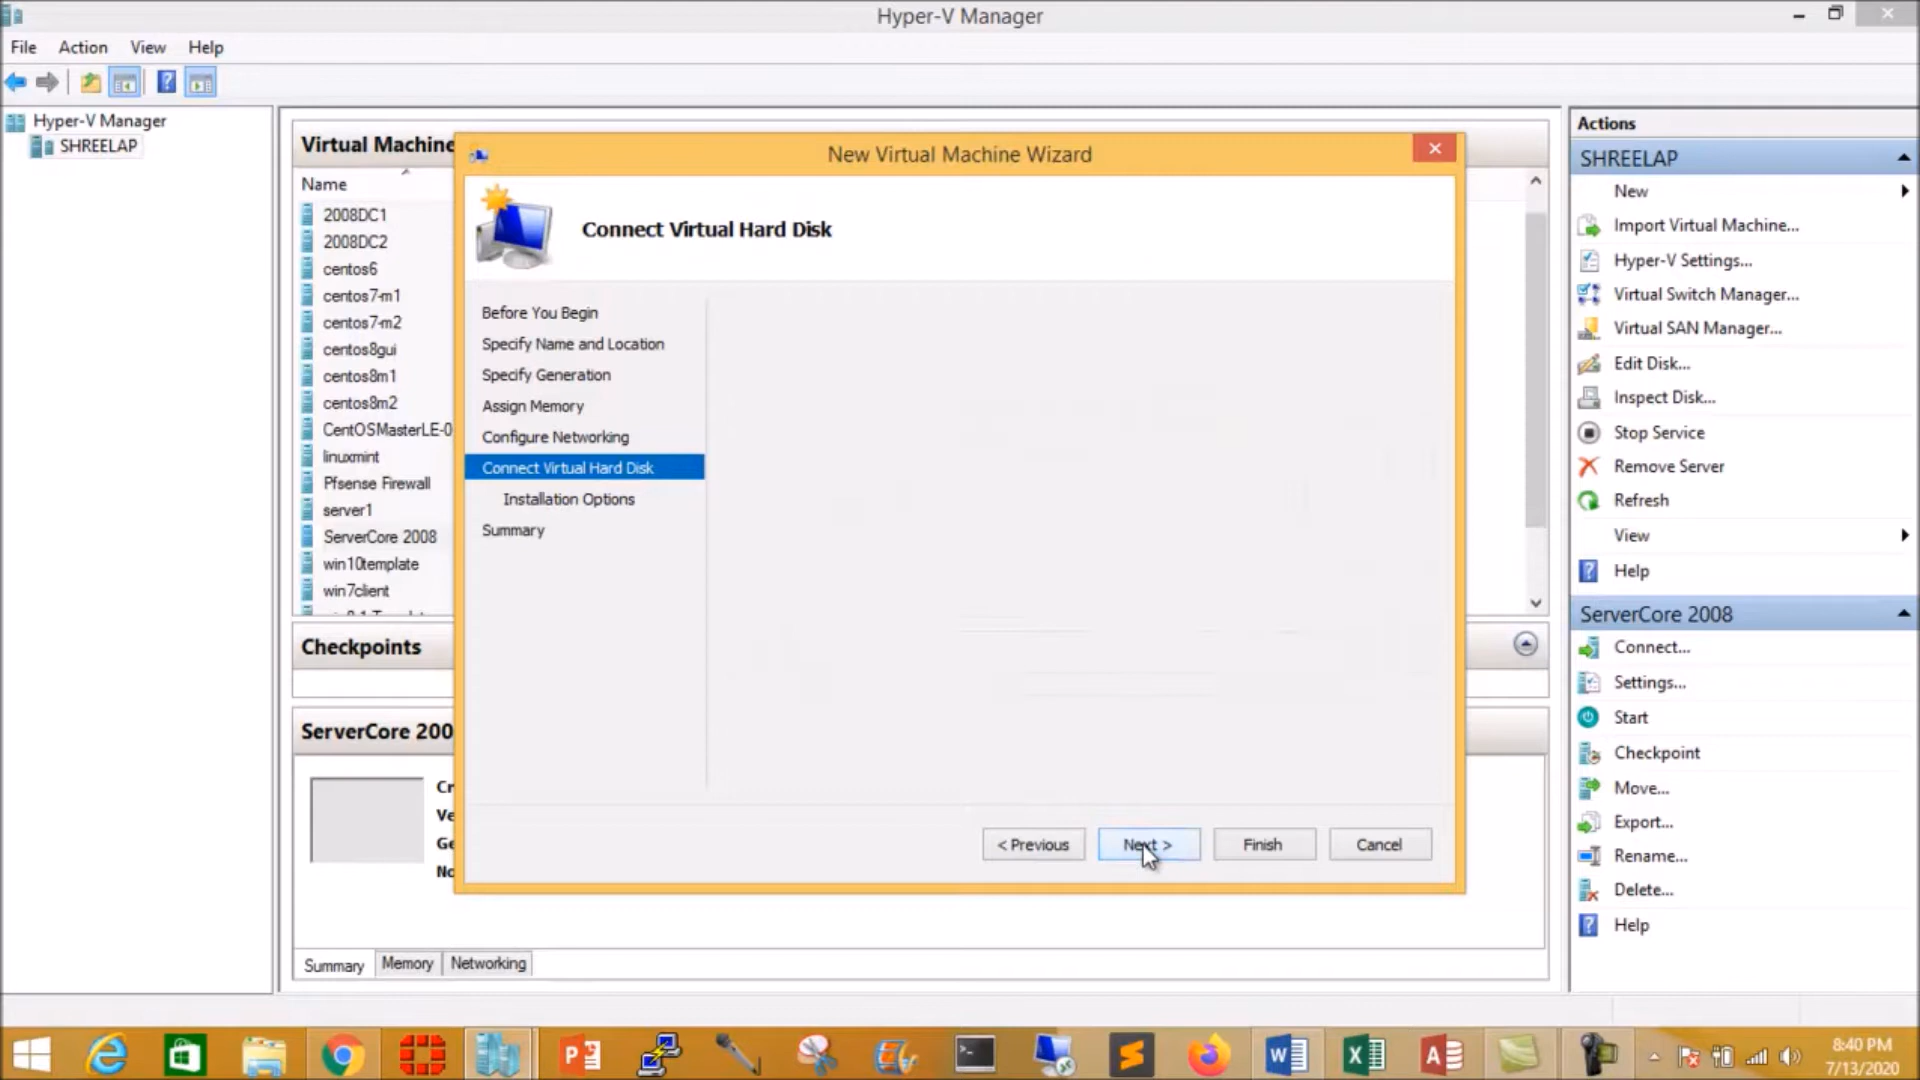 Hyper-V Manager
File Action View Help
Hyper-V Manager
SHREELAP
Virtual Machine
Name
2008DC1
2008DC2
centos6
centos7-m1
centos7-m2
centos8gui
centos8m1
centos8m2
CentOSMasterLE-0
linuxmint
Pfsense Firewall
server1
ServerCore 2008
win10template
win7client
Checkpoints
ServerCore 200
Cr
Ve
Ge
No
Summary Memory Networking
New Virtual Machine Wizard
Connect Virtual Hard Disk
Before You Begin
Specify Name and Location
Specify Generation
Assign Memory
Configure Networking
Connect Virtual Hard Disk
Installation Options
Summary
< Previous Next > Finish Cancel
Actions
SHREELAP
New
Import Virtual Machine...
Hyper-V Settings...
Virtual Switch Manager...
Virtual SAN Manager...
Edit Disk...
Inspect Disk...
Stop Service
Remove Server
Refresh
View
Help
ServerCore 2008
Connect...
Settings...
Start
Checkpoint
Move...
Export...
Rename...
Delete...
Help
8:40 PM
7/13/2020